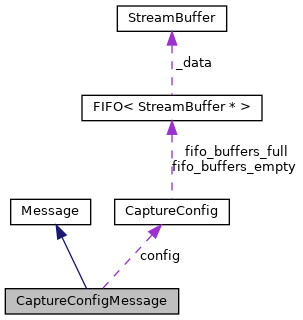 StreamBuffer
_data
FIFO< StreamBuffer * >
fifo_buffers_full
fifo_buffers_empty
Message
CaptureConfig
config
CaptureConfigMessage